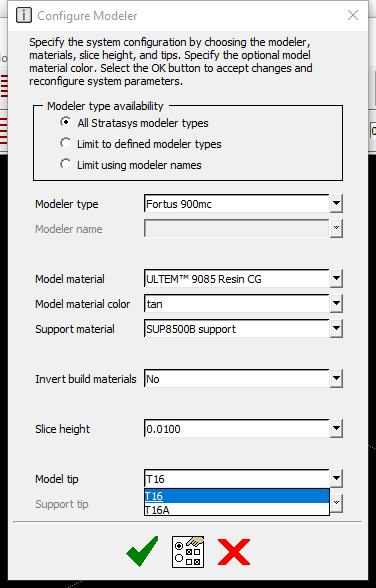 Configure Modeler
Specify the system configuration by choosing the modeler,
materials, slice height, and tips. Specify the optional model
material color. Select the OK button to accept changes and
reconfigure system parameters.
Modeler type availability
All Stratasys modeler types
Limit to defined modeler types
Limit using modeler names
Modeler type Fortus 900mc
Modeler name
Model material ULTEM™ 9085 Resin CG
Model material color tan
Support material SUP8500B support
Invert build materials No
Slice height 0.0100
Model tip T16
T16
Support tip
T16A